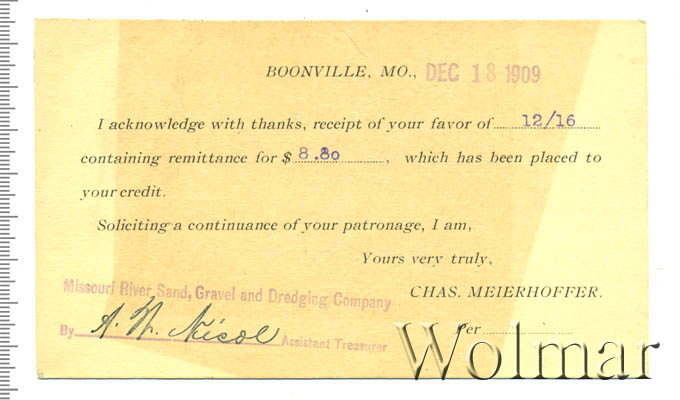 BOONVILLE, MO., DEC 18 1909
I acknowledge with thanks, receipt of your favor of 12/16
containing remittance for $ 8.80, which has been placed to
your credit.
Soliciting a continuance of your patronage, I am,
Yours very truly,
CHAS. MEIERHOFFER.
Missouri River Sand, Gravel and Dredging Company
By A. N. Nicol Assistant Treasurer
Per
Wolmar